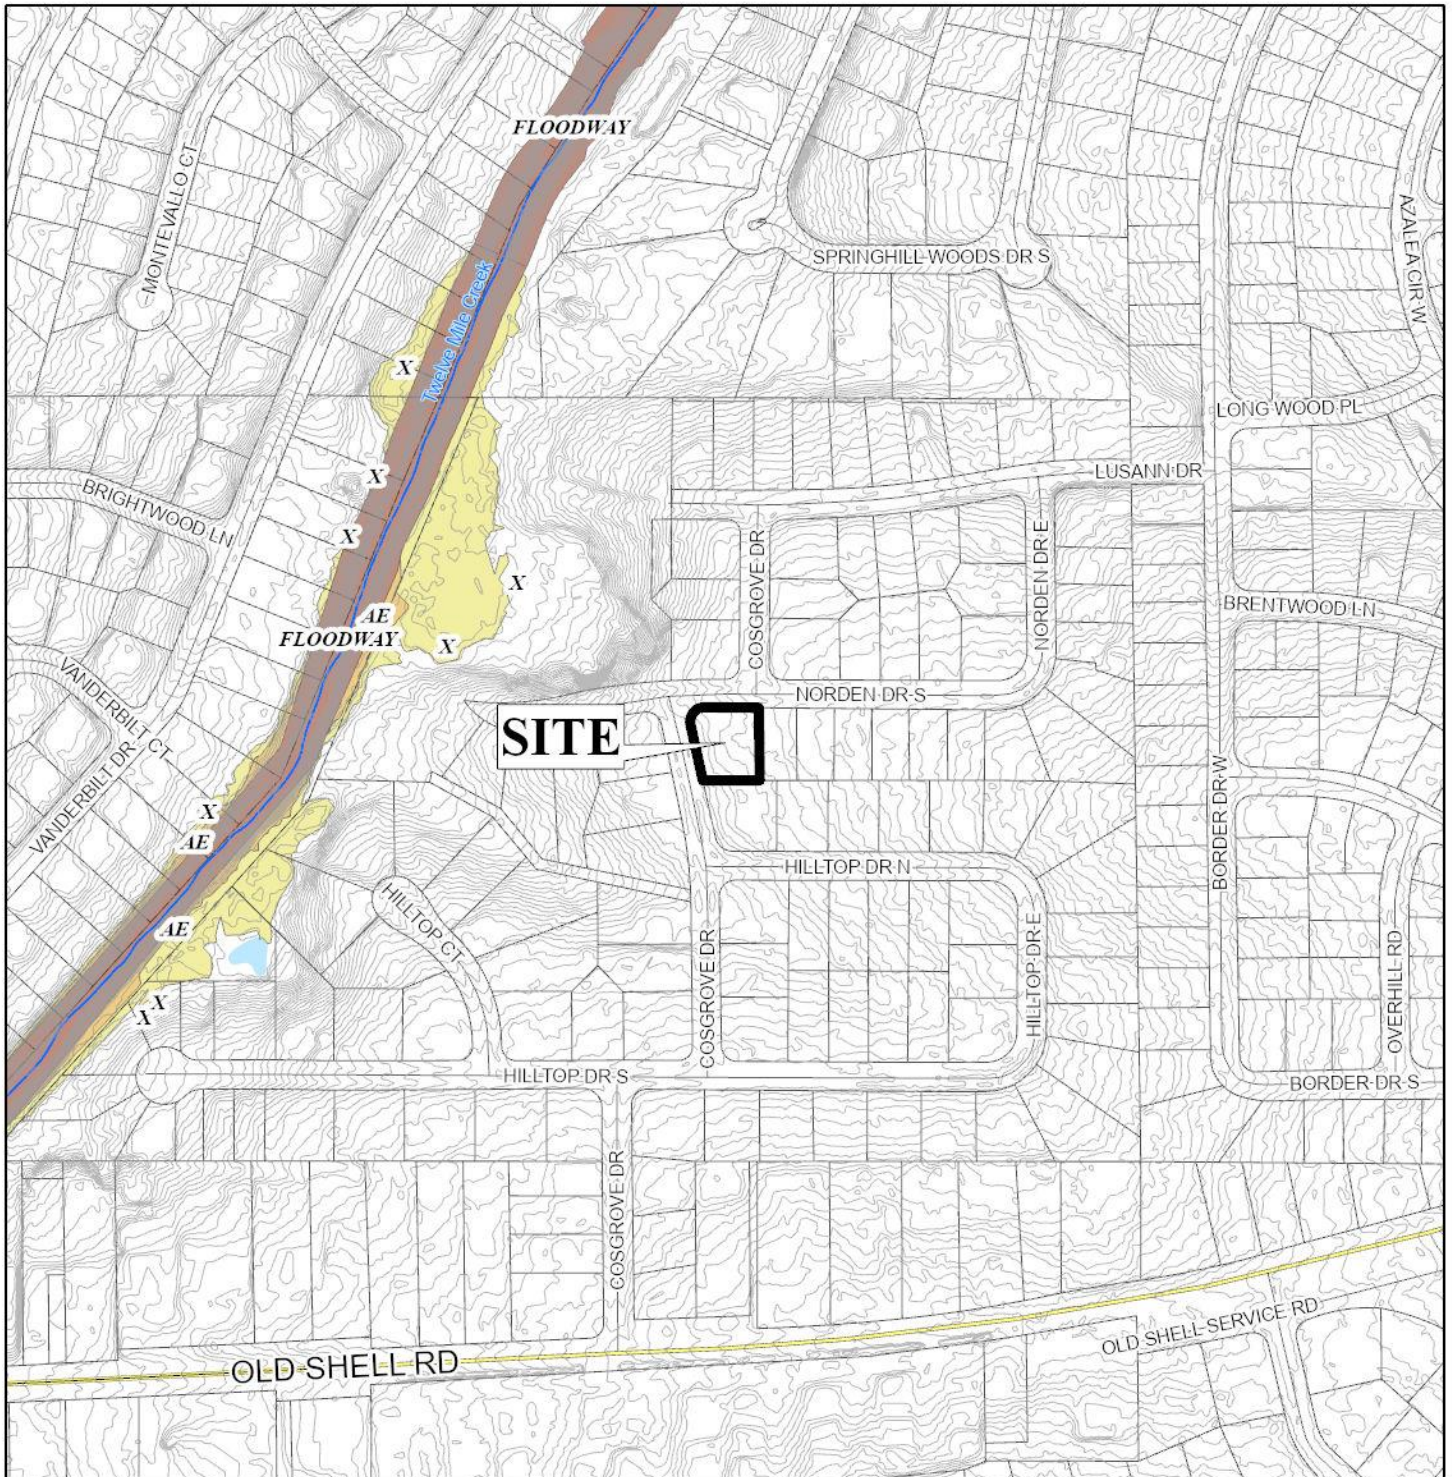 FLOODWAY
MONTEVALLO CT
AZALEA CIR W
SPRINGHILL WOODS DR S
Twelve Mile Creek
X
LONG WOOD PL
LUSANN DR
X
BRIGHTWOOD LN
X
COSGROVE DR
NORDEN DR E
X
BRENTWOOD LN
AE
FLOODWAY
X
VANDERBILT CT
NORDEN DR S
SITE
VANDERBILT DR
X
AE
BORDER DR W
HILLTOP DR N
HILLTOP CT
AE
COSGROVE DR
HILLTOP DR E
OVERHILL RD
X
X
HILLTOP DR S
BORDER DR S
COSGROVE DR
OLD SHELL SERVICE RD
OLD SHELL RD